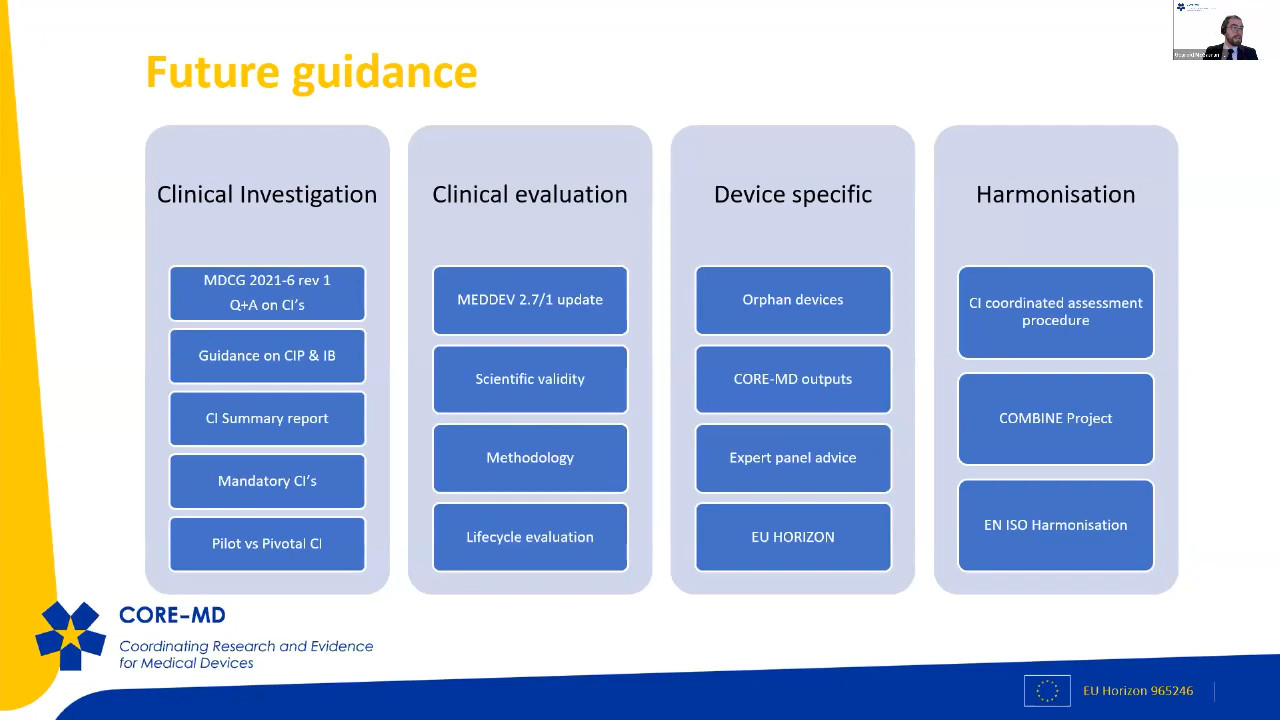 Future guidance
Clinical Investigation
MDCG 2021-6 rev 1
Q+A on CI's
Guidance on CIP & IB
CI Summary report
Mandatory CI's
Pilot vs Pivotal CI
Clinical evaluation
MEDDEV 2.7/1 update
Scientific validity
Methodology
Lifecycle evaluation
Device specific
Orphan devices
CORE-MD outputs
Expert panel advice
EU HORIZON
Harmonisation
CI coordinated assessment
procedure
COMBINE Project
EN ISO Harmonisation
CORE-MD
Coordinating Research and Evidence
for Medical Devices
EU Horizon 965246